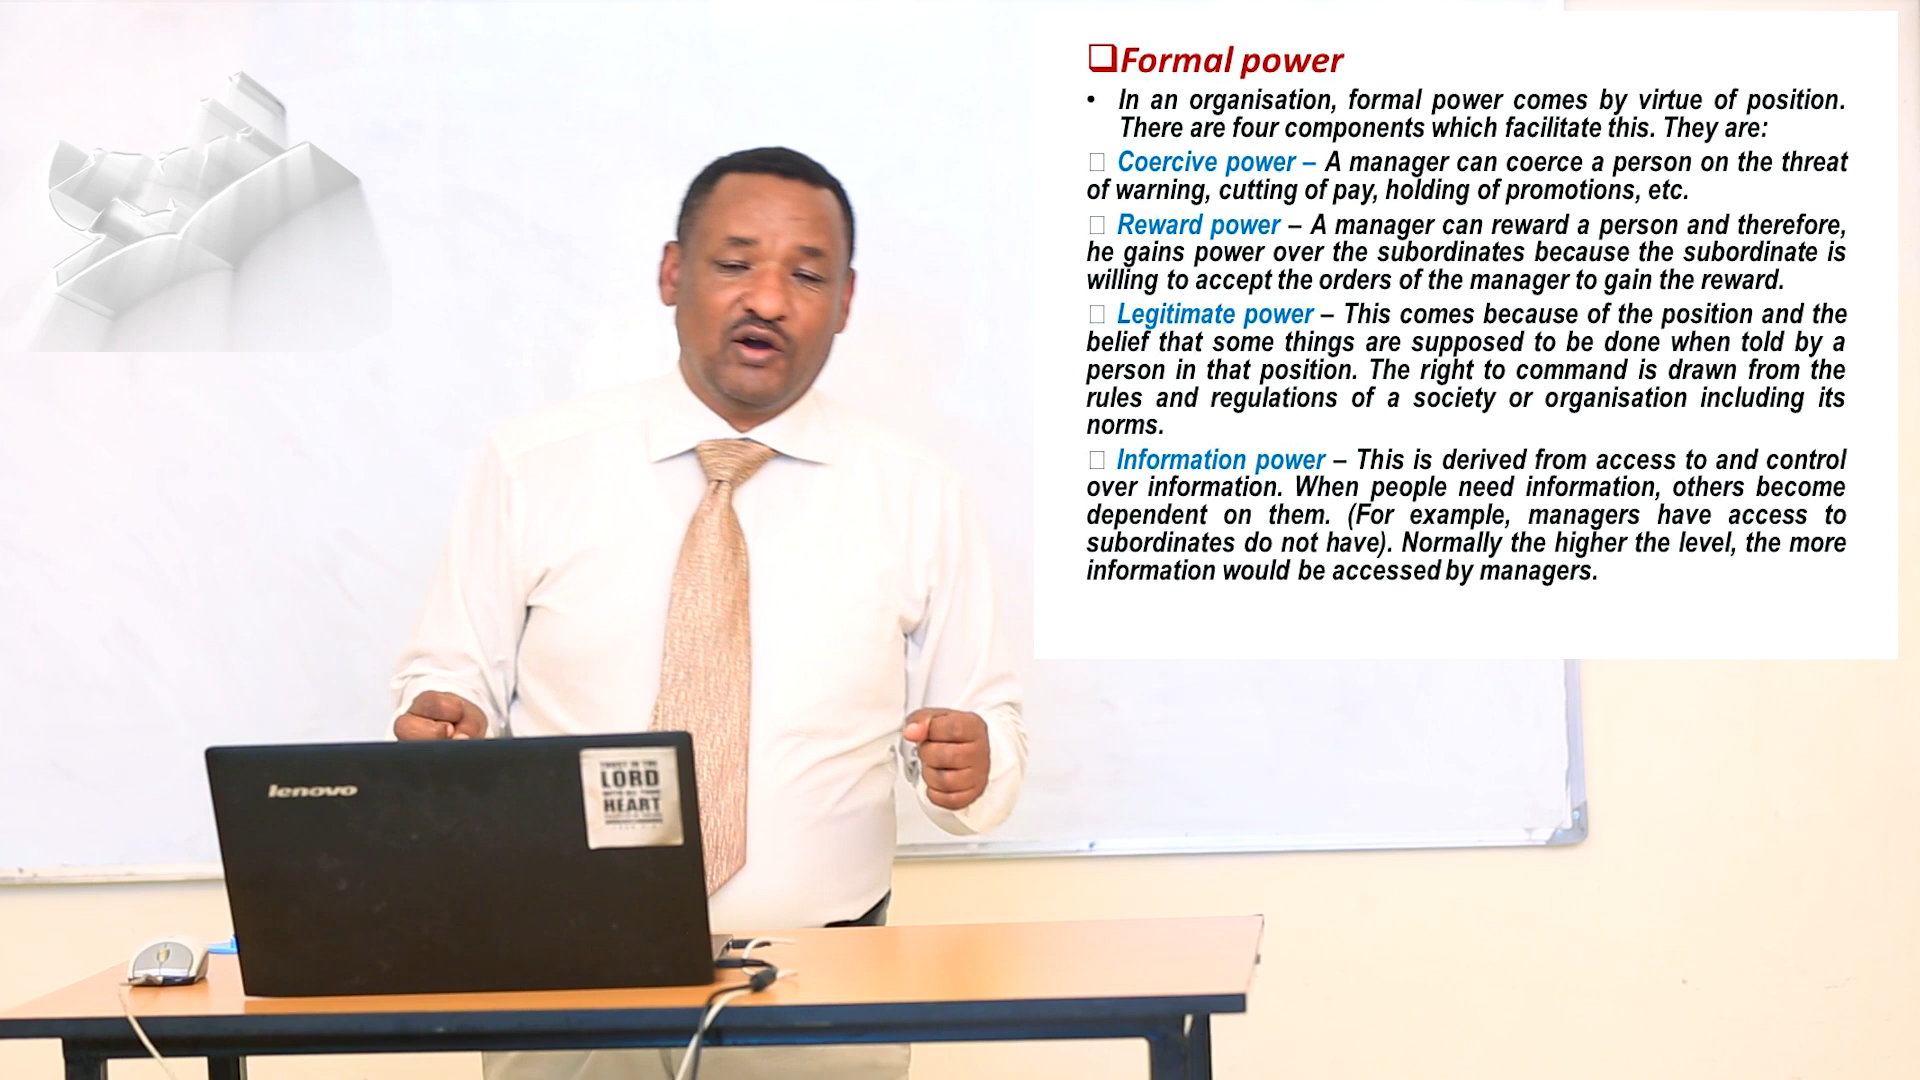 ❑Formal power
• In an organisation, formal power comes by virtue of position.
There are four components which facilitate this. They are:
□ Coercive power – A manager can coerce a person on the threat
of warning, cutting of pay, holding of promotions, etc.
□ Reward power – A manager can reward a person and therefore,
he gains power over the subordinates because the subordinate is
willing to accept the orders of the manager to gain the reward.
□ Legitimate power – This comes because of the position and the
belief that some things are supposed to be done when told by a
person in that position. The right to command is drawn from the
rules and regulations of a society or organisation including its
norms.
□ Information power – This is derived from access to and control
over information. When people need information, others become
dependent on them. (For example, managers have access to
subordinates do not have). Normally the higher the level, the more
information would be accessed by managers.
lenovo
TRUST IN THE
LORD
WITH ALL YOUR
HEART